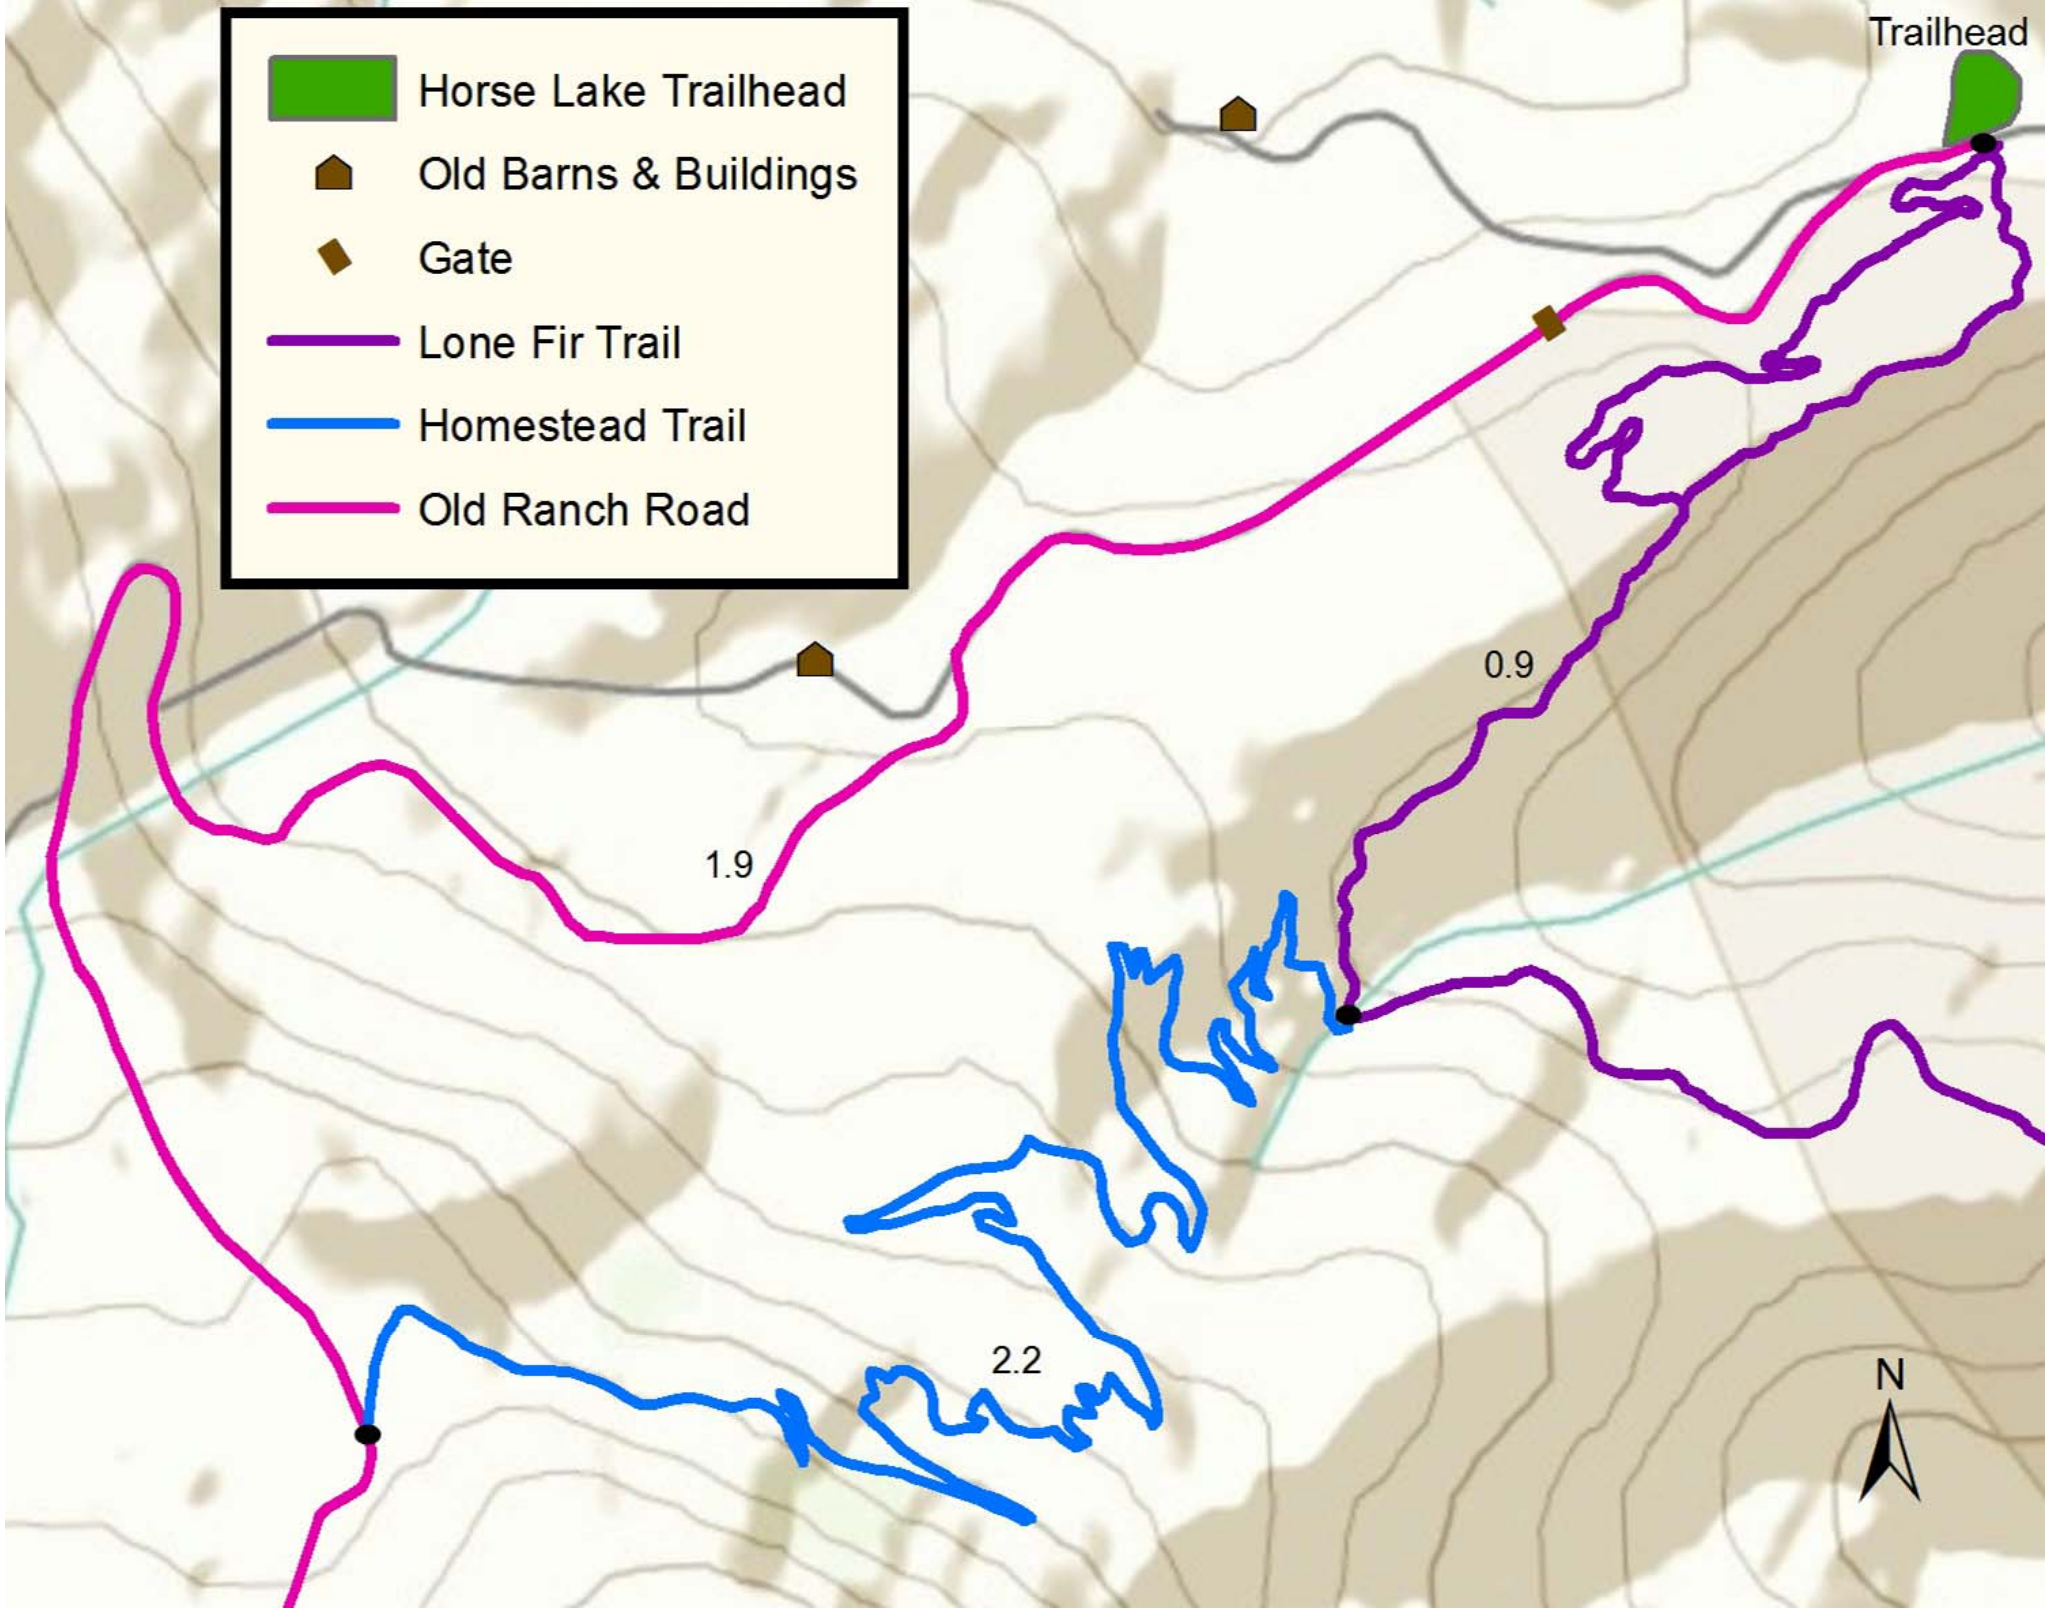 Trailhead
Horse Lake Trailhead
Old Barns & Buildings
Gate
Lone Fir Trail
Homestead Trail
Old Ranch Road
0.9
1.9
2.2
N